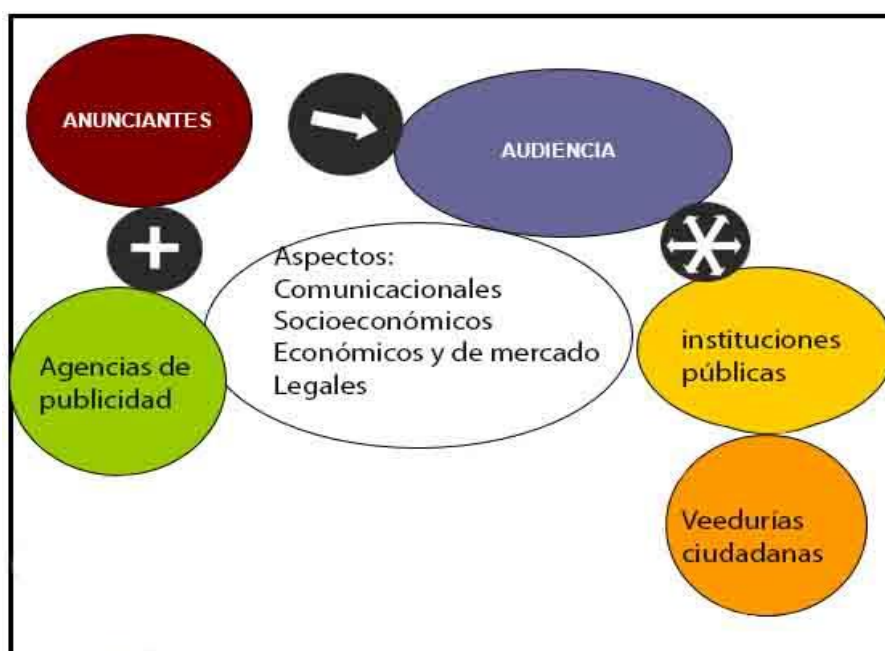 ANUNCIANTES
AUDIENCIA
Aspectos:
Comunicacionales
Socioeconómicos
Económicos y de mercado
Legales
Agencias de
publicidad
instituciones
públicas
Veedurías
ciudadanas